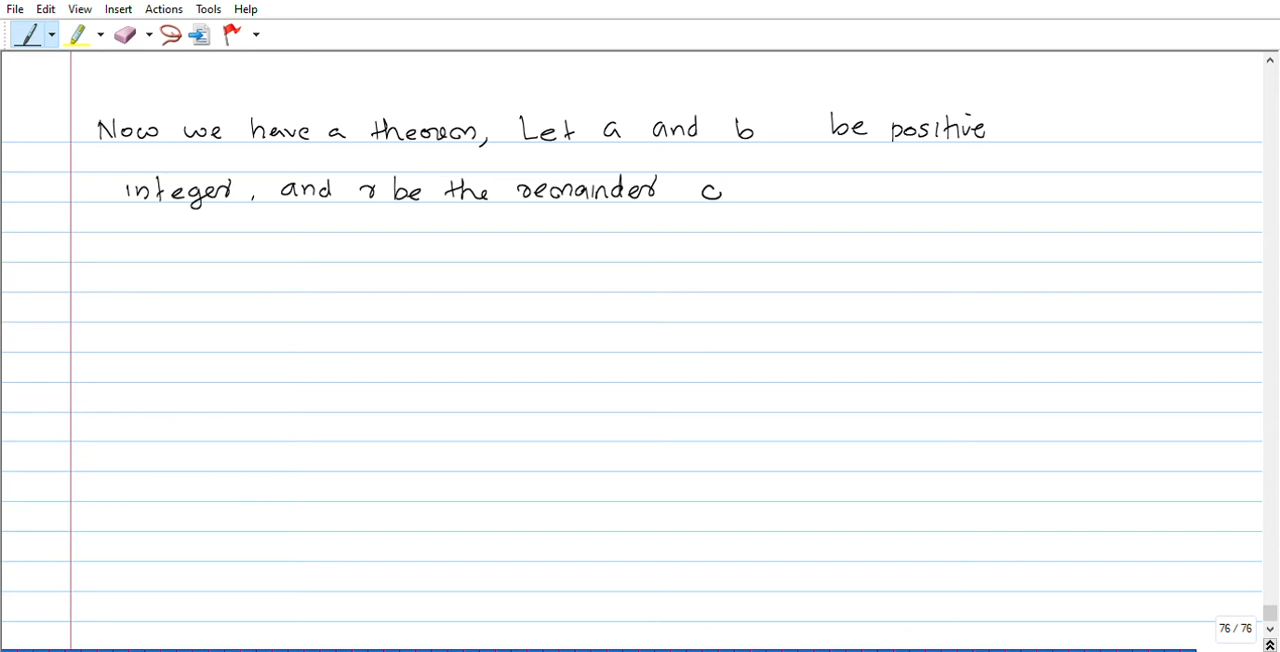 File Edit View Insert Actions Tools Help
Now we have a theorem, Let a and b be positive
integer, and r be the remainder c
76 / 76